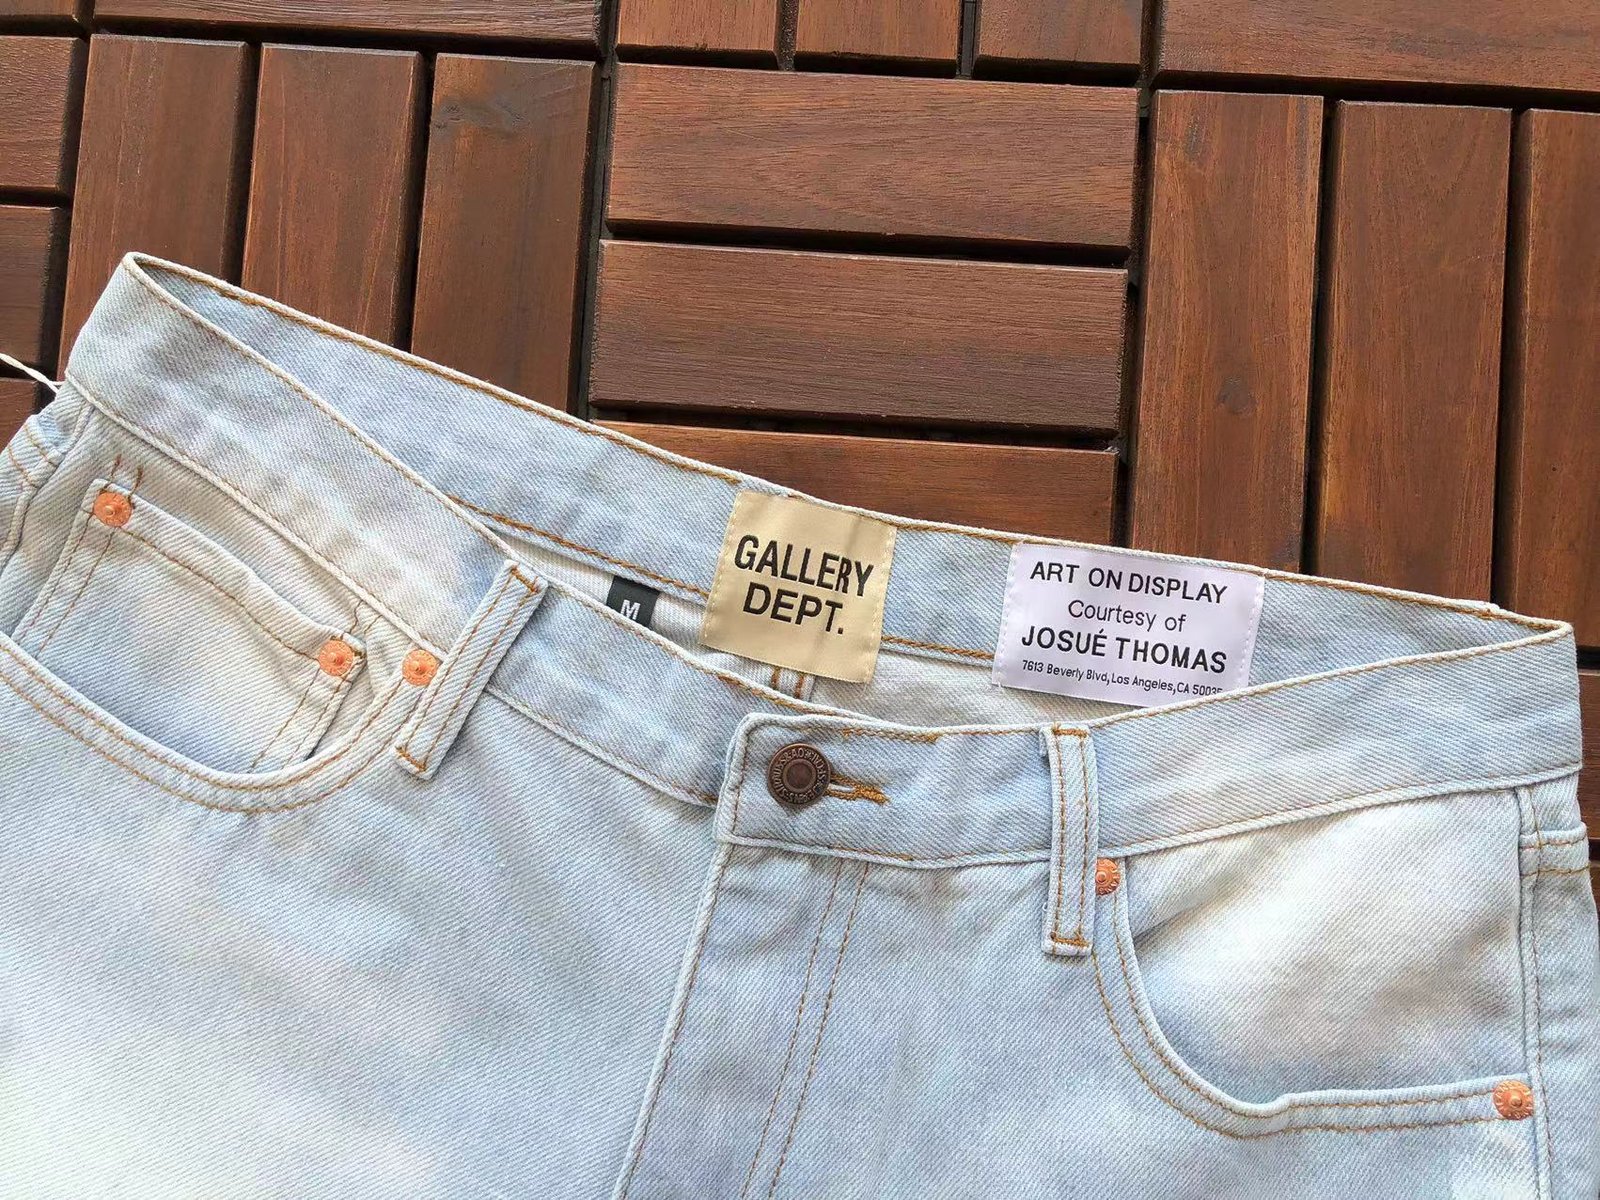 GALLERY
DEPT.
M
ART ON DISPLAY
Courtesy of
JOSUÉ THOMAS
7613 Beverly Blvd, Los Angeles, CA